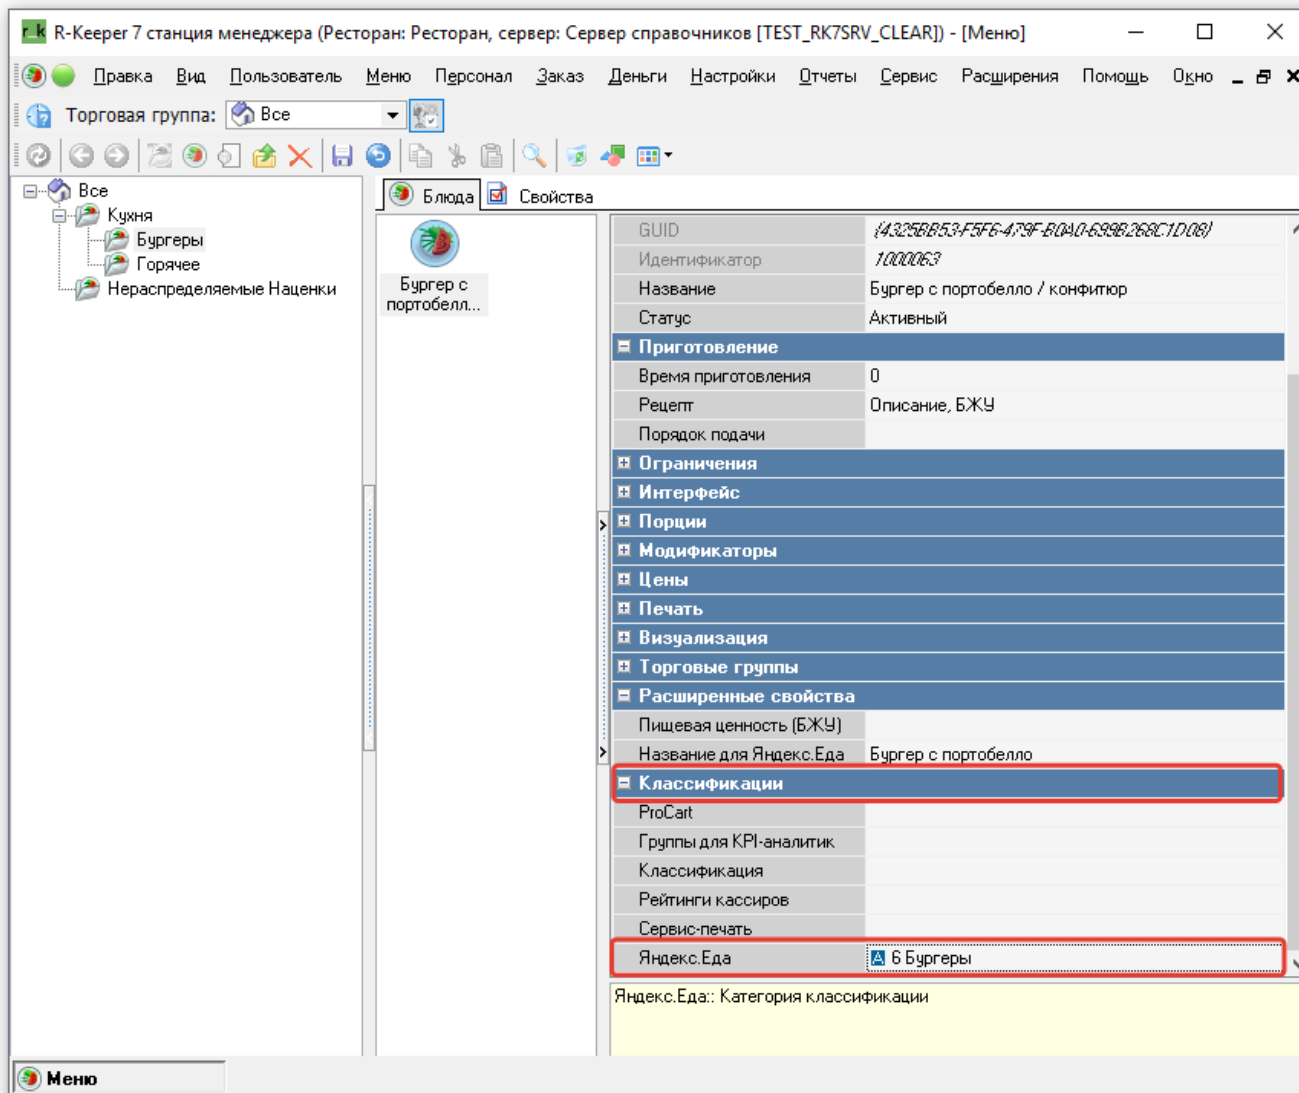 r_k R-Keeper 7 станция менеджера (Ресторан: Ресторан, сервер: Сервер справочников [TEST_RK7SRV_CLEAR]) - [Меню]
Правка Вид Пользователь Меню Персонал Заказ Деньги Настройки Отчеты Сервис Расширения Помощь Окно
Торговая группа: Все
Все
Кухня
Бургеры
Горячее
Нераспределяемые Наценки
Блюда Свойства
Бургер с
портобелл...
GUID {4325BB53-F5F6-479F-B0A0-699B268C1D08}
Идентификатор 1000063
Название Бургер с портобелло / конфитюр
Статус Активный
Приготовление
Время приготовления 0
Рецепт Описание, БЖУ
Порядок подачи
Ограничения
Интерфейс
Порции
Модификаторы
Цены
Печать
Визуализация
Торговые группы
Расширенные свойства
Пищевая ценность (БЖУ)
Название для Яндекс.Еда Бургер с портобелло
Классификации
ProCart
Группы для KPI-аналитик
Классификация
Рейтинги кассиров
Сервис-печать
Яндекс.Еда A 6 Бургеры
Яндекс.Еда:: Категория классификации
Меню